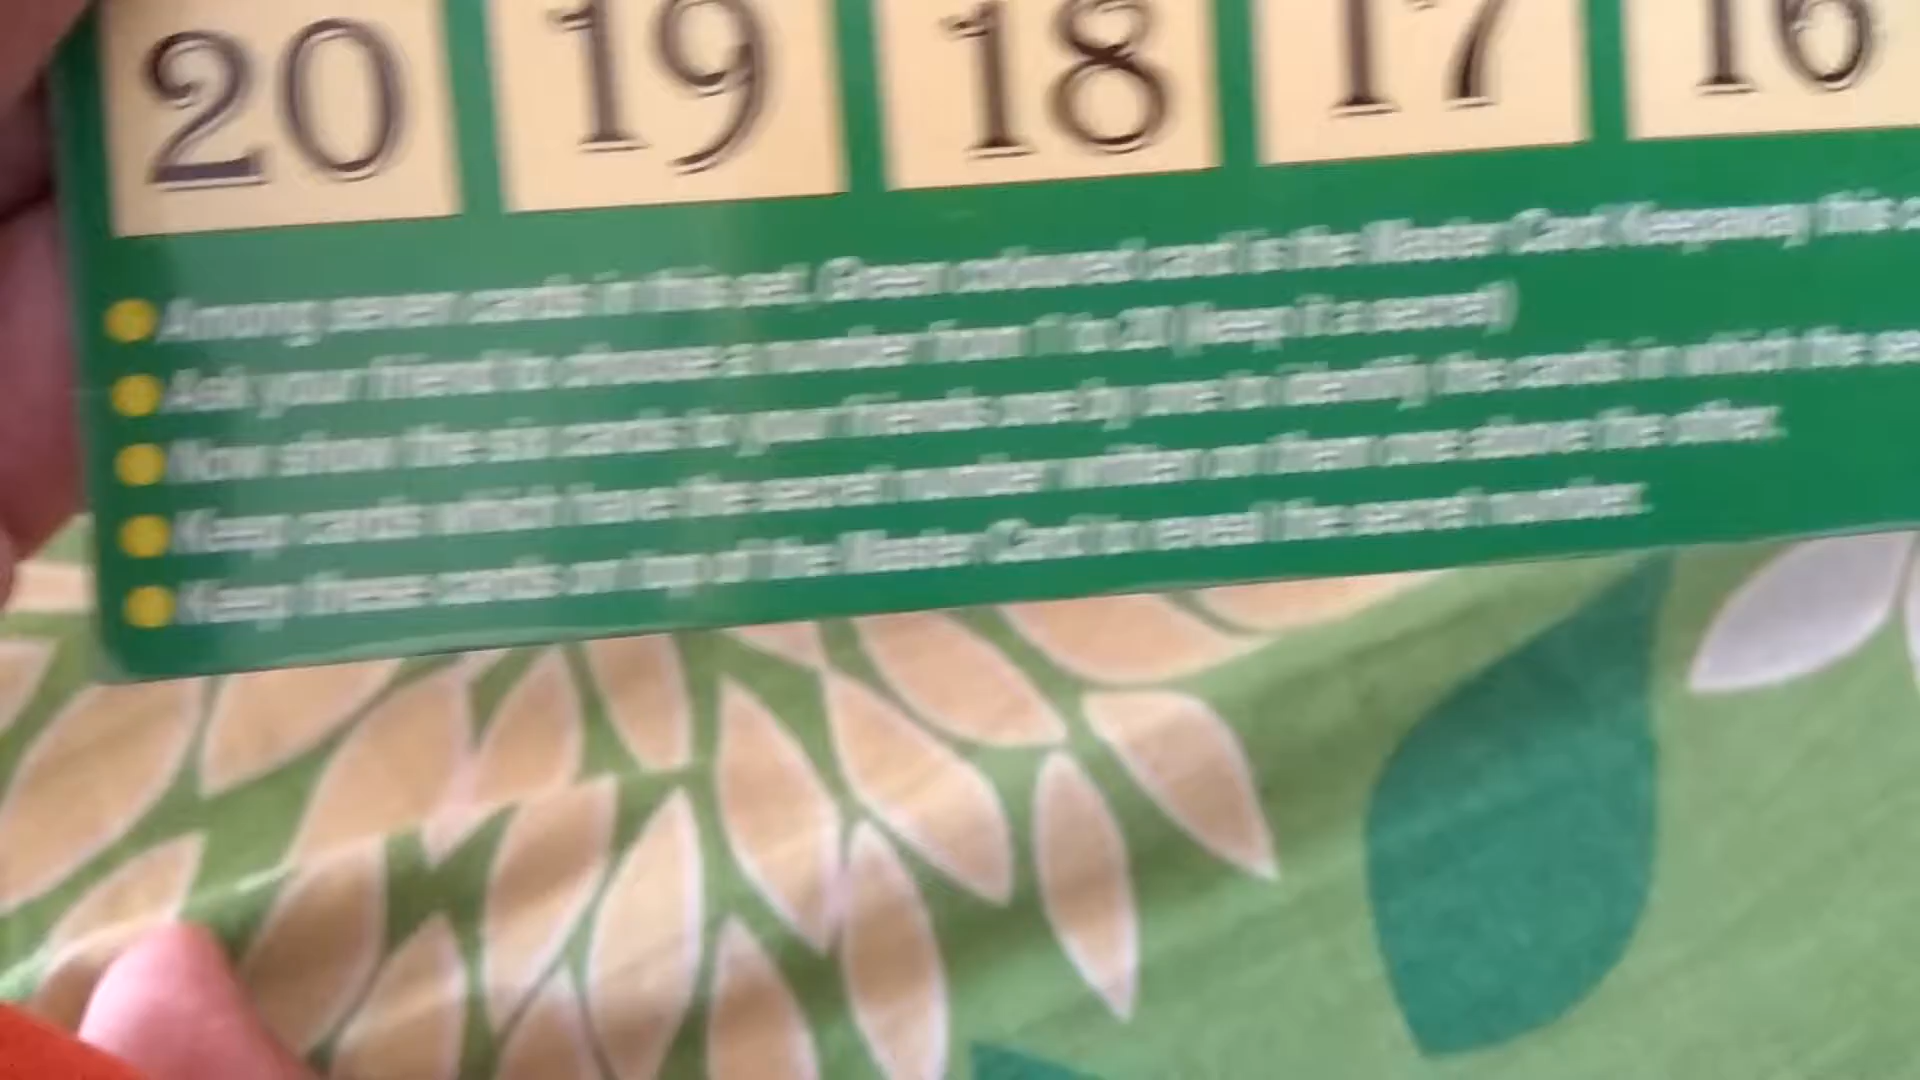 20 19 18 17 16
Among seven cards in this set, Green coloured card is the Master Card Keepaway this
Ask your friend to choose a number from 1 to 20 (keep it a secret)
Now show the six cards to your friends one by one to identify the cards in which the
Keep cards which have the secret number written on them one above the other.
Keep these cards on top of the Master Card to reveal the secret number.